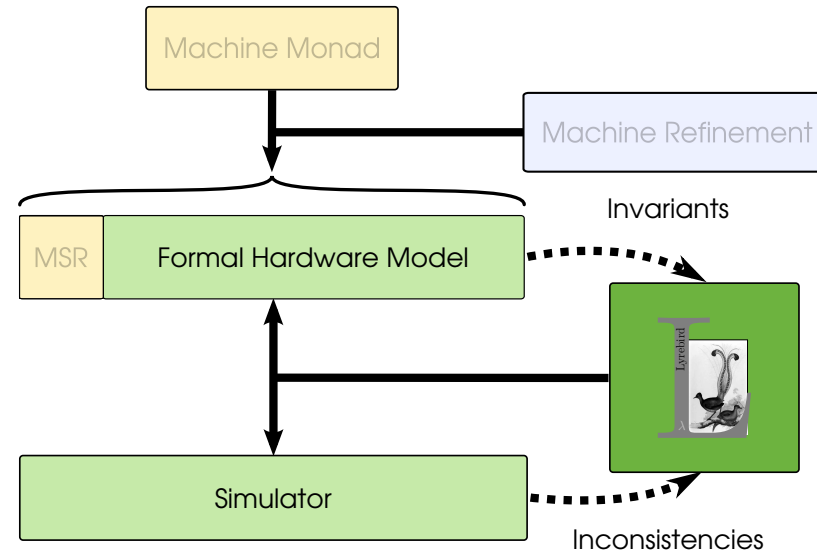 Machine Monad
Machine Refinement
Invariants
MSR
Formal Hardware Model
Lyrebird
L
λ
Simulator
Inconsistencies